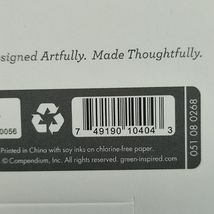 signed Artfully. Made Thoughtfully.
0056
7 49190 10404 3
051 08 0268
Printed in China with soy inks on chlorine-free paper.
© Compendium, Inc. All rights reserved. green-inspired.com